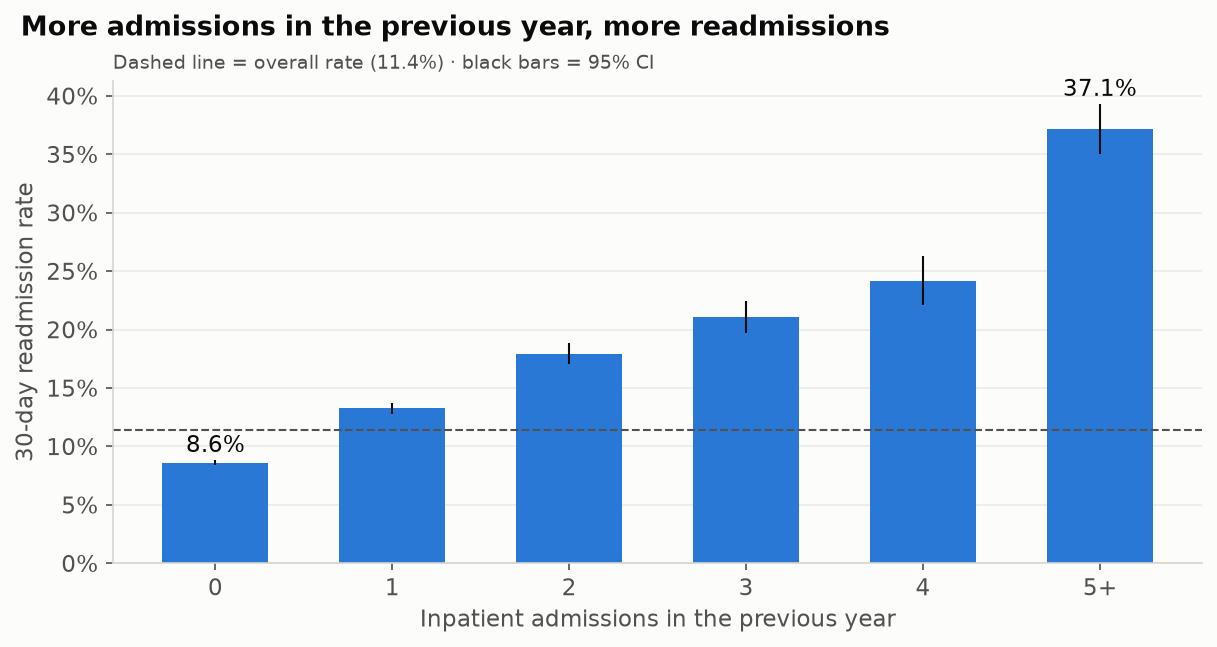 More admissions in the previous year, more readmissions
Dashed line = overall rate (11.4%) · black bars = 95% CI
30-day readmission rate
40%
35%
30%
25%
20%
15%
10%
5%
0%
8.6%
37.1%
0 1 2 3 4 5+
Inpatient admissions in the previous year